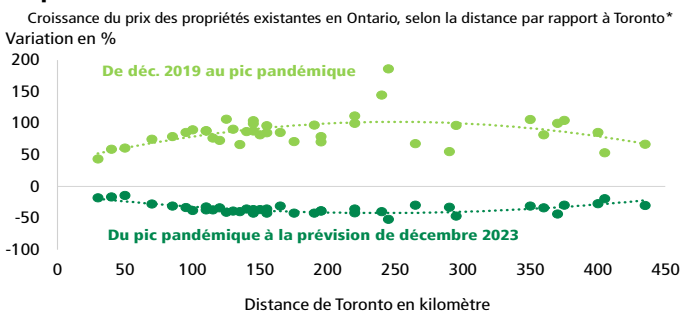 Croissance du prix des propriétés existantes en Ontario, selon la distance par rapport à Toronto*
Variation en %
200
De déc. 2019 au pic pandémique
150
100
50
0
-50
Du pic pandémique à la prévision de décembre 2023
-100
0 50 100 150 200 250 300 350 400 450
Distance de Toronto en kilomètre